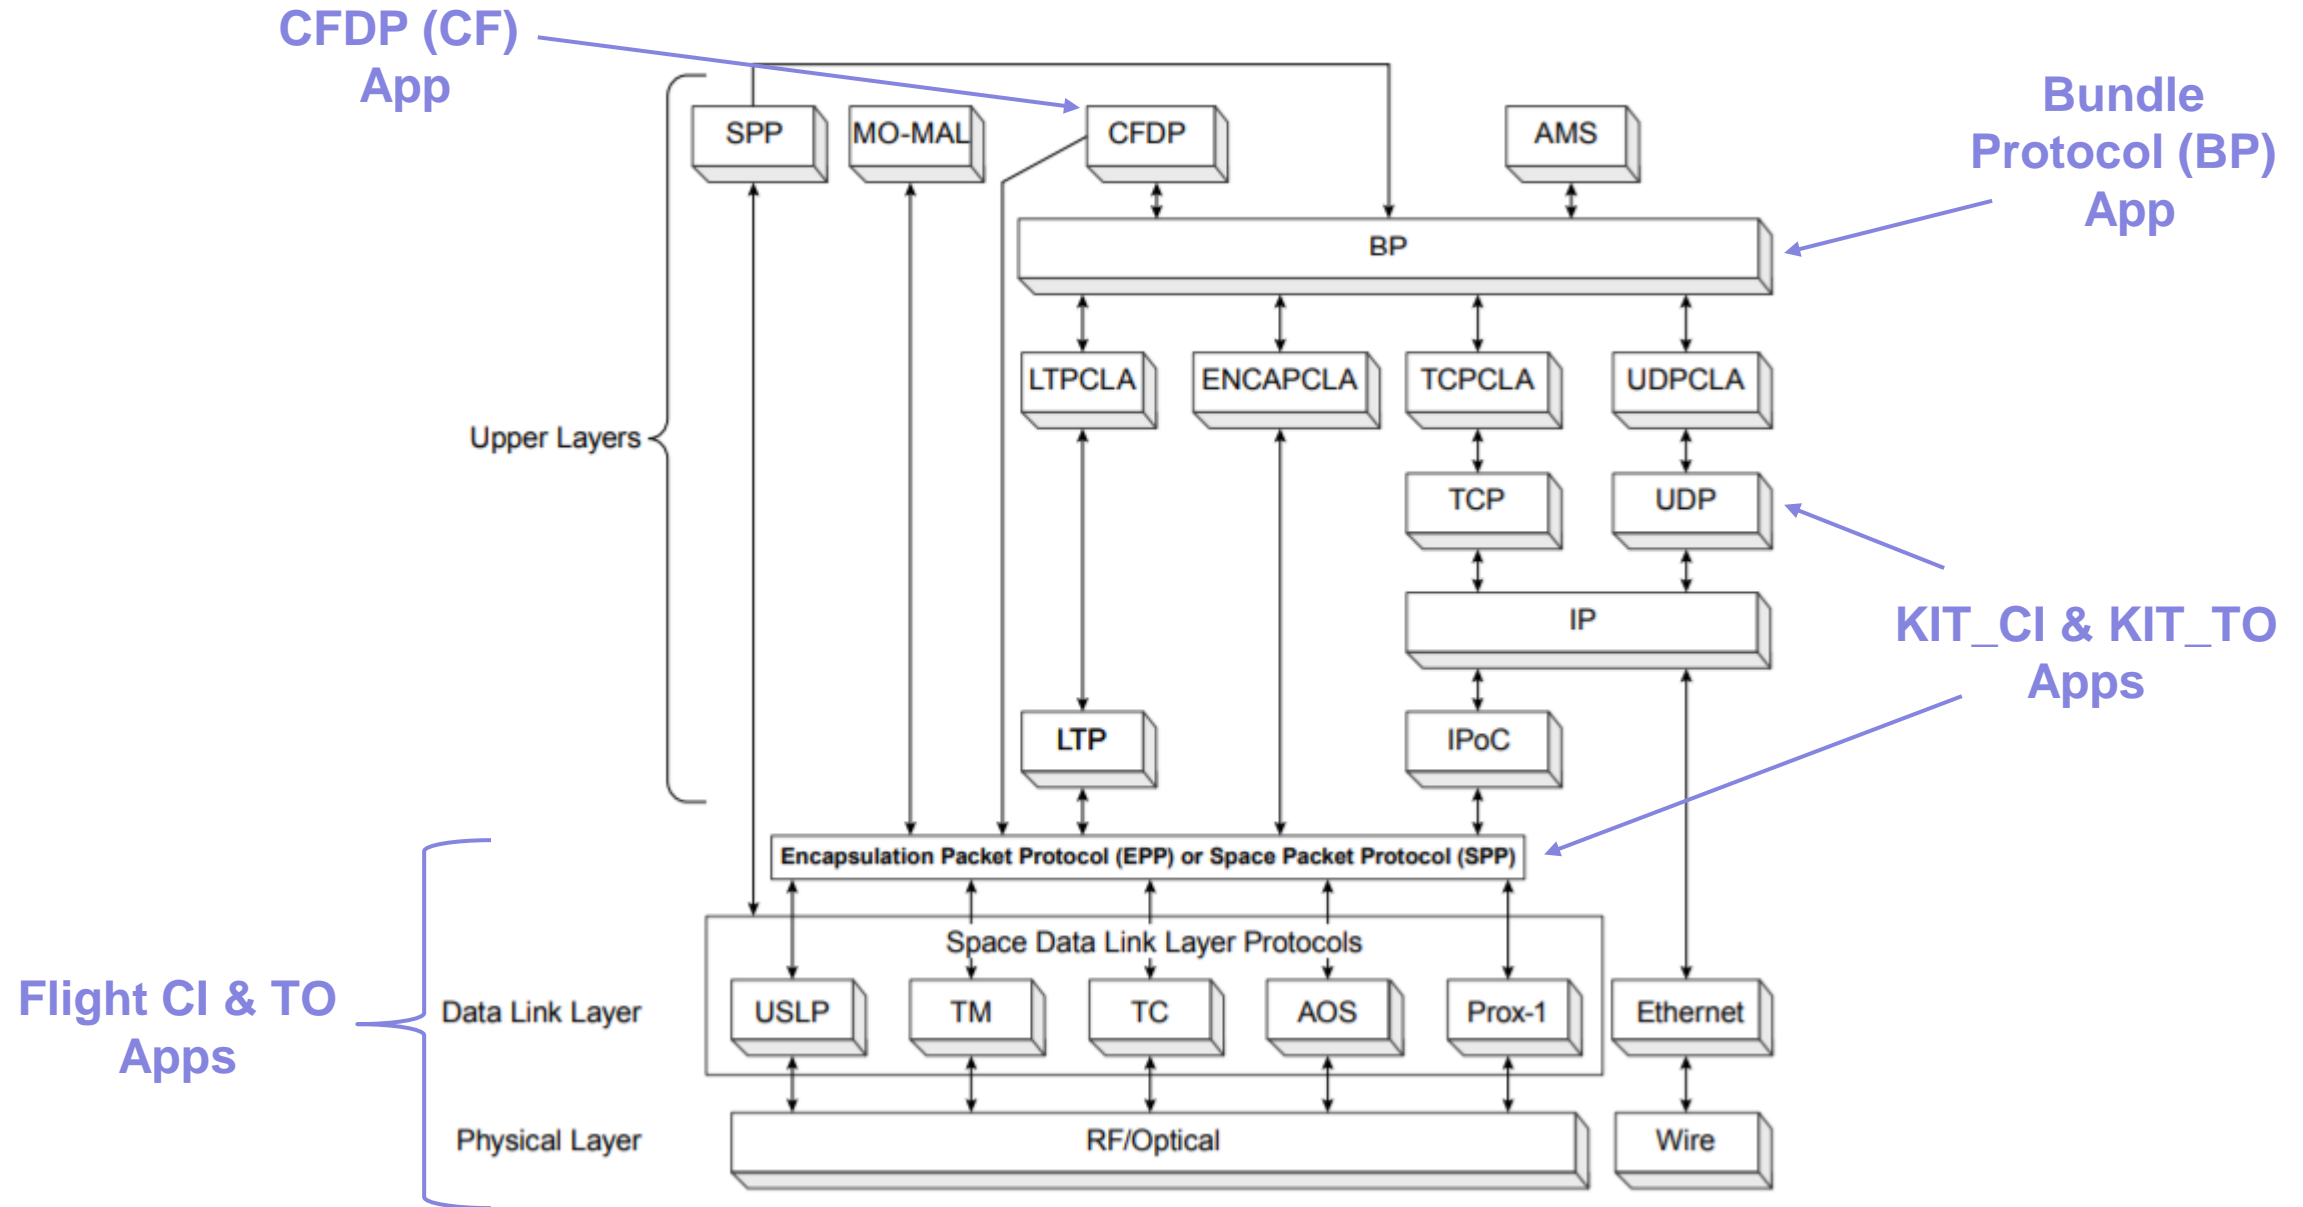 CFDP (CF)
App
Bundle
Protocol (BP)
App
SPP
MO-MAL
CFDP
AMS
BP
LTPCLA
ENCAPCLA
TCPCLA
UDPCLA
Upper Layers
TCP
UDP
IP
KIT_CI & KIT_TO
Apps
LTP
IPoC
Encapsulation Packet Protocol (EPP) or Space Packet Protocol (SPP)
Space Data Link Layer Protocols
Flight CI & TO
Apps
Data Link Layer
USLP
TM
TC
AOS
Prox-1
Ethernet
Physical Layer
RF/Optical
Wire